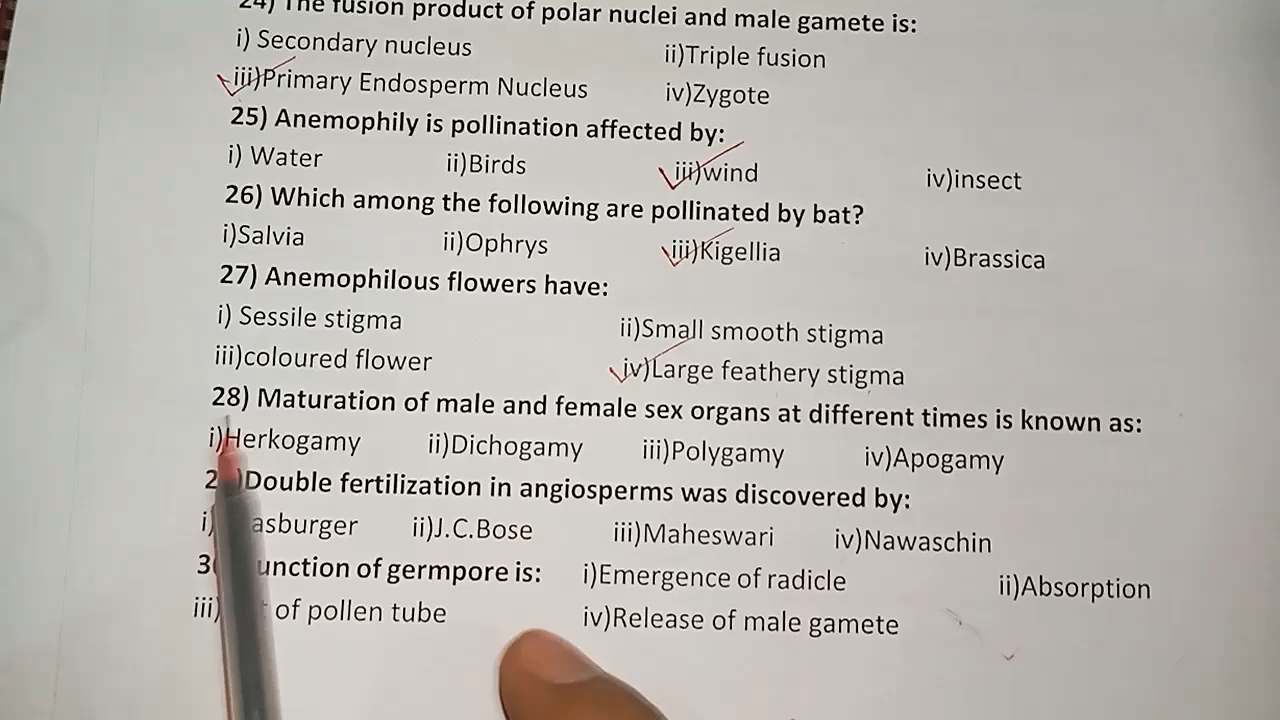 24) The fusion product of polar nuclei and male gamete is:
i) Secondary nucleus ii)Triple fusion
iii)Primary Endosperm Nucleus iv)Zygote
25) Anemophily is pollination affected by:
i) Water ii)Birds iii)wind iv)insect
26) Which among the following are pollinated by bat?
i)Salvia ii)Ophrys iii)Kigellia iv)Brassica
27) Anemophilous flowers have:
i) Sessile stigma ii)Small smooth stigma
iii)coloured flower iv)Large feathery stigma
28) Maturation of male and female sex organs at different times is known as:
i)Herkogamy ii)Dichogamy iii)Polygamy iv)Apogamy
Double fertilization in angiosperms was discovered by:
ii)J.C.Bose iii)Maheswari iv)Nawaschin
of germpore is: i)Emergence of radicle ii)Absorption
iii) of pollen tube iv)Release of male gamete